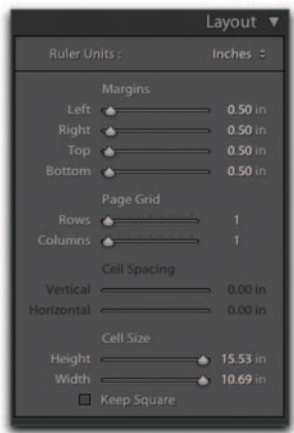 Layout ▼
Ruler Units : Inches
Margins
Left 0.50 in
Right 0.50 in
Top 0.50 in
Bottom 0.50 in
Page Grid
Rows 1
Columns 1
Cell Spacing
Vertical 0.00 in
Horizontal 0.00 in
Cell Size
Height 15.53 in
Width 10.69 in
Keep Square